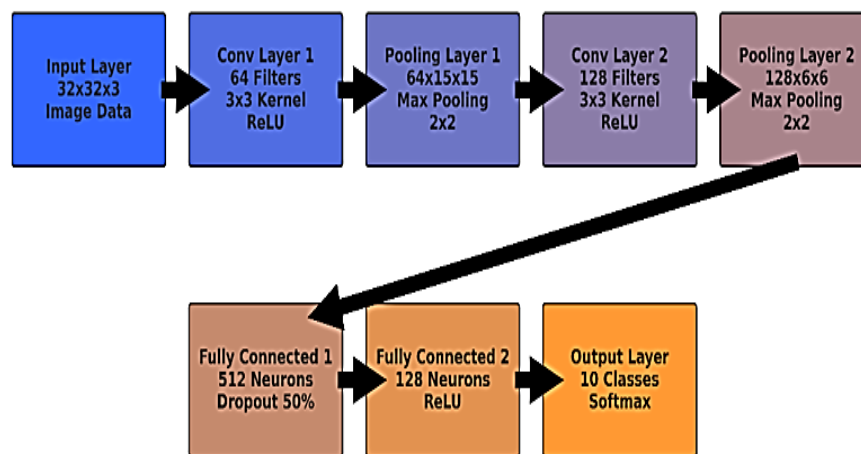 Input Layer
32x32x3
Image Data
Conv Layer 1
64 Filters
3x3 Kernel
ReLU
Pooling Layer 1
64x15x15
Max Pooling
2x2
Conv Layer 2
128 Filters
3x3 Kernel
ReLU
Pooling Layer 2
128x6x6
Max Pooling
2x2
Fully Connected 1
512 Neurons
Dropout 50%
Fully Connected 2
128 Neurons
ReLU
Output Layer
10 Classes
Softmax